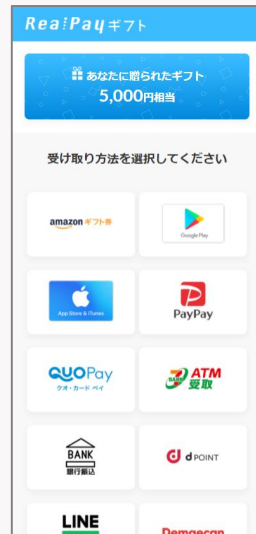 RealPayギフト
あなたに贈られたギフト
5,000円相当
受け取り方法を選択してください
amazon ギフト券
Google Play
App Store & iTunes
PayPay
QUOPay
クオ・カード ペイ
BANK
ATM
受取
BANK
銀行振込
d POINT
LINE
Demaecan